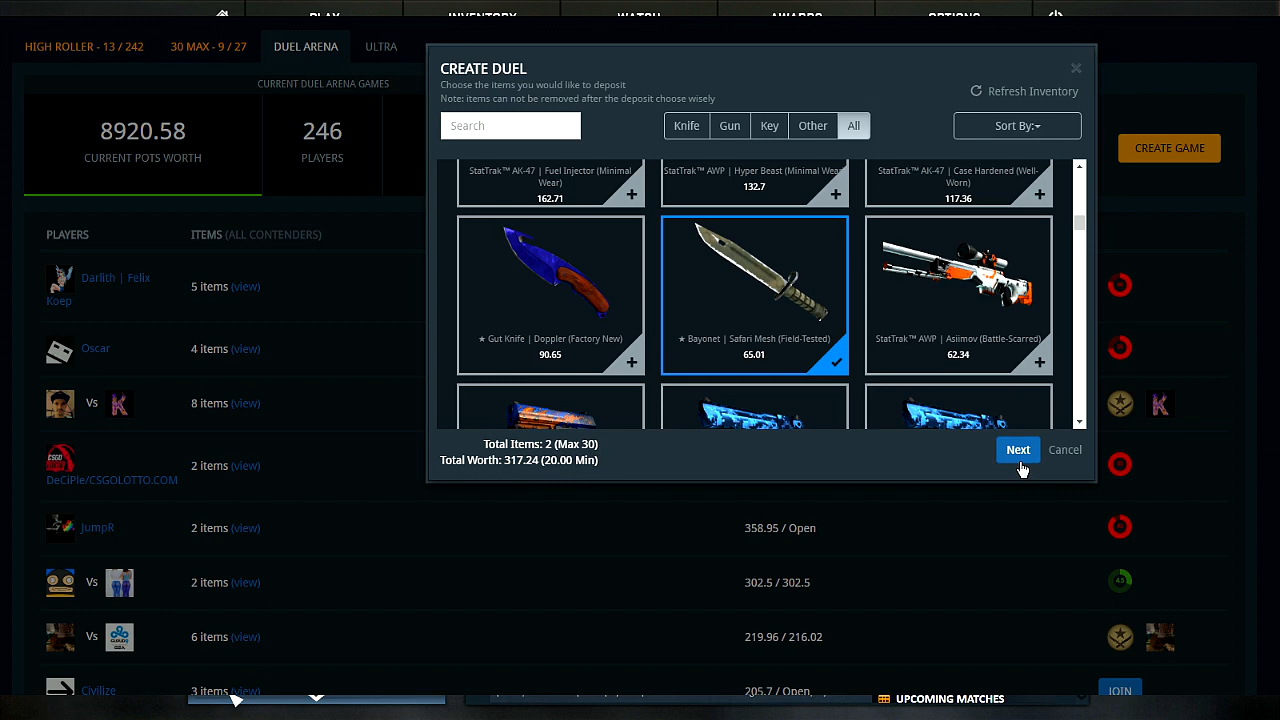 PLAY
INVENTORY
WATCH
AWARDS
OPTIONS
HIGH ROLLER - 13 / 242
30 MAX - 9 / 27
DUEL ARENA
ULTRA
CURRENT DUEL ARENA GAMES
8920.58
CURRENT POTS WORTH
246
PLAYERS
CREATE GAME
CREATE DUEL
Choose the items you would like to deposit
Note: items can not be removed after the deposit choose wisely
Refresh Inventory
Search
Knife
Gun
Key
Other
All
Sort By:
StatTrak™ AK-47 | Fuel Injector (Minimal
Wear)
162.71
StatTrak™ AWP | Hyper Beast (Minimal Wear
132.7
StatTrak™ AK-47 | Case Hardened (Well-
Worn)
117.36
★ Gut Knife | Doppler (Factory New)
90.65
★ Bayonet | Safari Mesh (Field-Tested)
65.01
StatTrak™ AWP | Asiimov (Battle-Scarred)
62.34
Total Items: 2 (Max 30)
Total Worth: 317.24 (20.00 Min)
Next
Cancel
PLAYERS
ITEMS (ALL CONTENDERS)
Darlith | Felix
Koep
5 items (view)
Oscar
4 items (view)
Vs
K
8 items (view)
K
CSGO
DeCiPle/CSGOLOTTO.COM
2 items (view)
JumpR
2 items (view)
358.95 / Open
Vs
2 items (view)
302.5 / 302.5
45
Vs
CLOUD9
6 items (view)
219.96 / 216.02
Civilize
3 items (view)
205.7 / Open
JOIN
UPCOMING MATCHES